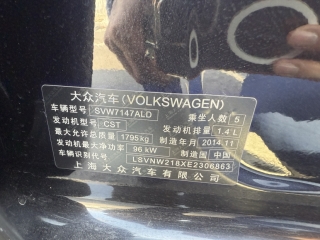 大众汽车(VOLKSWAGEN)
车辆型号 SVW7147ALD 乘坐人数 5
发动机型号 CST 发动机排量 1.4 L
最大允许总质量 1795kg 制造年月 2014.11
发动机最大净功率 96 kW 制造国 中国
车辆识别代号 LSVNW218XE2306863
上海大众汽车有限公司